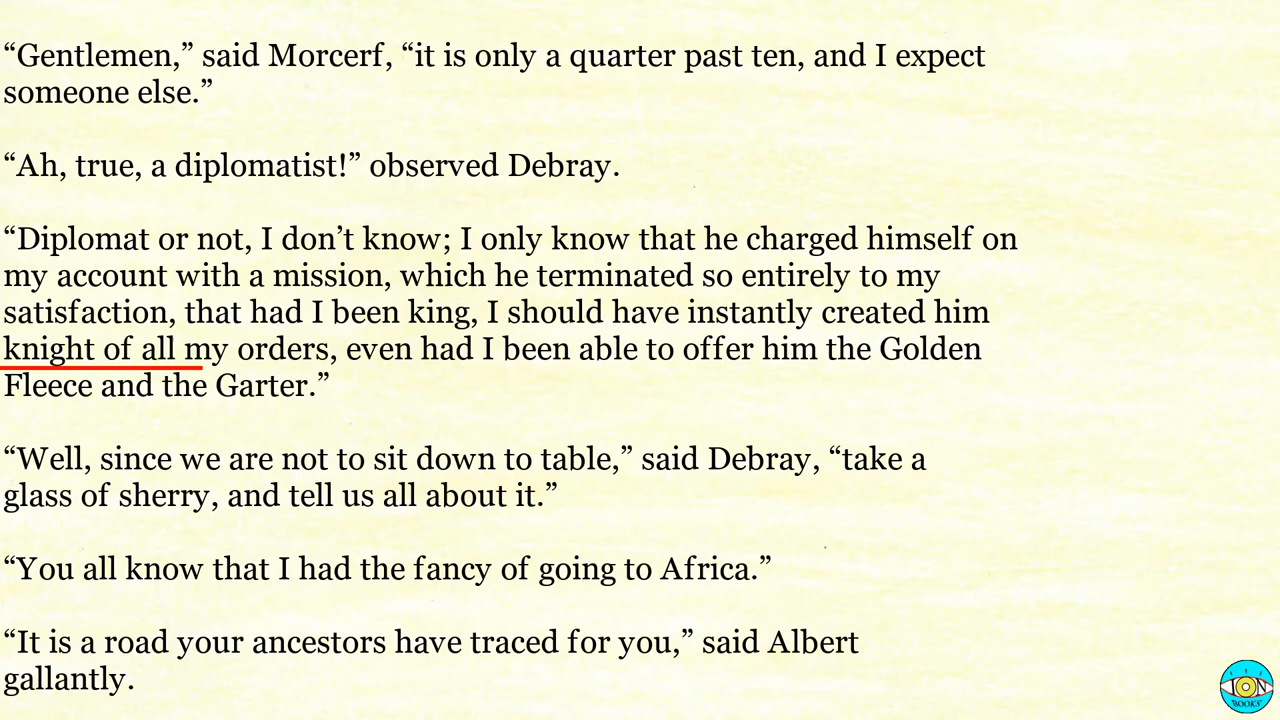 “Gentlemen,” said Morcerf, “it is only a quarter past ten, and I expect
someone else.”
“Ah, true, a diplomatist!” observed Debray.
“Diplomat or not, I don’t know; I only know that he charged himself on
my account with a mission, which he terminated so entirely to my
satisfaction, that had I been king, I should have instantly created him
knight of all my orders, even had I been able to offer him the Golden
Fleece and the Garter.”
“Well, since we are not to sit down to table,” said Debray, “take a
glass of sherry, and tell us all about it.”
“You all know that I had the fancy of going to Africa.”
“It is a road your ancestors have traced for you,” said Albert
gallantly.
ION
BOOKS